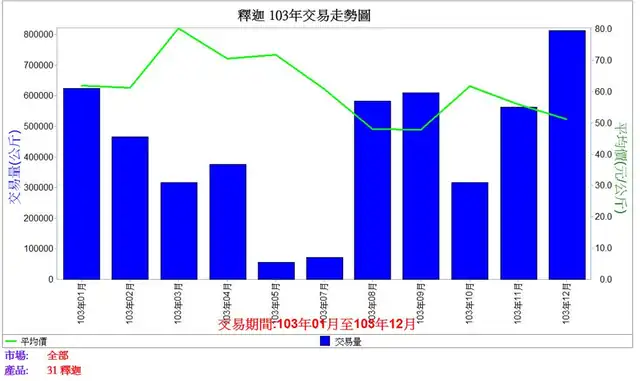 釋迦 103年交易走勢圖
交易量(公斤)
800000
700000
600000
500000
400000
300000
200000
100000
0
80.0
70.0
60.0
50.0
40.0
30.0
20.0
10.0
0.0
平均價(元/公斤)
103年01月
103年02月
103年03月
103年04月
103年05月
103年07月
103年08月
103年09月
103年10月
103年11月
103年12月
交易期間:103年01月至103年12月
平均價
交易量
市場: 全部
產品: 31 釋迦